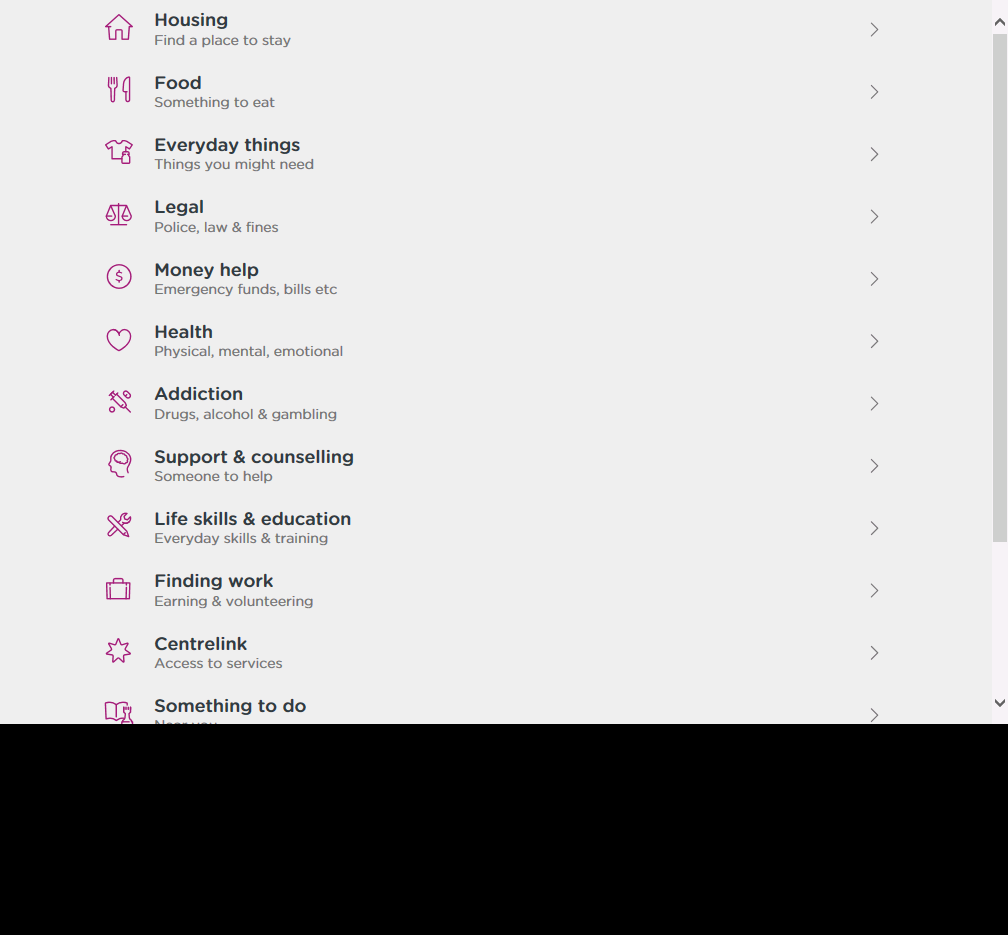 Housing
Find a place to stay
Food
Something to eat
Everyday things
Things you might need
Legal
Police, law & fines
Money help
Emergency funds, bills etc
Health
Physical, mental, emotional
Addiction
Drugs, alcohol & gambling
Support & counselling
Someone to help
Life skills & education
Everyday skills & training
Finding work
Earning & volunteering
Centrelink
Access to services
Something to do
Near you